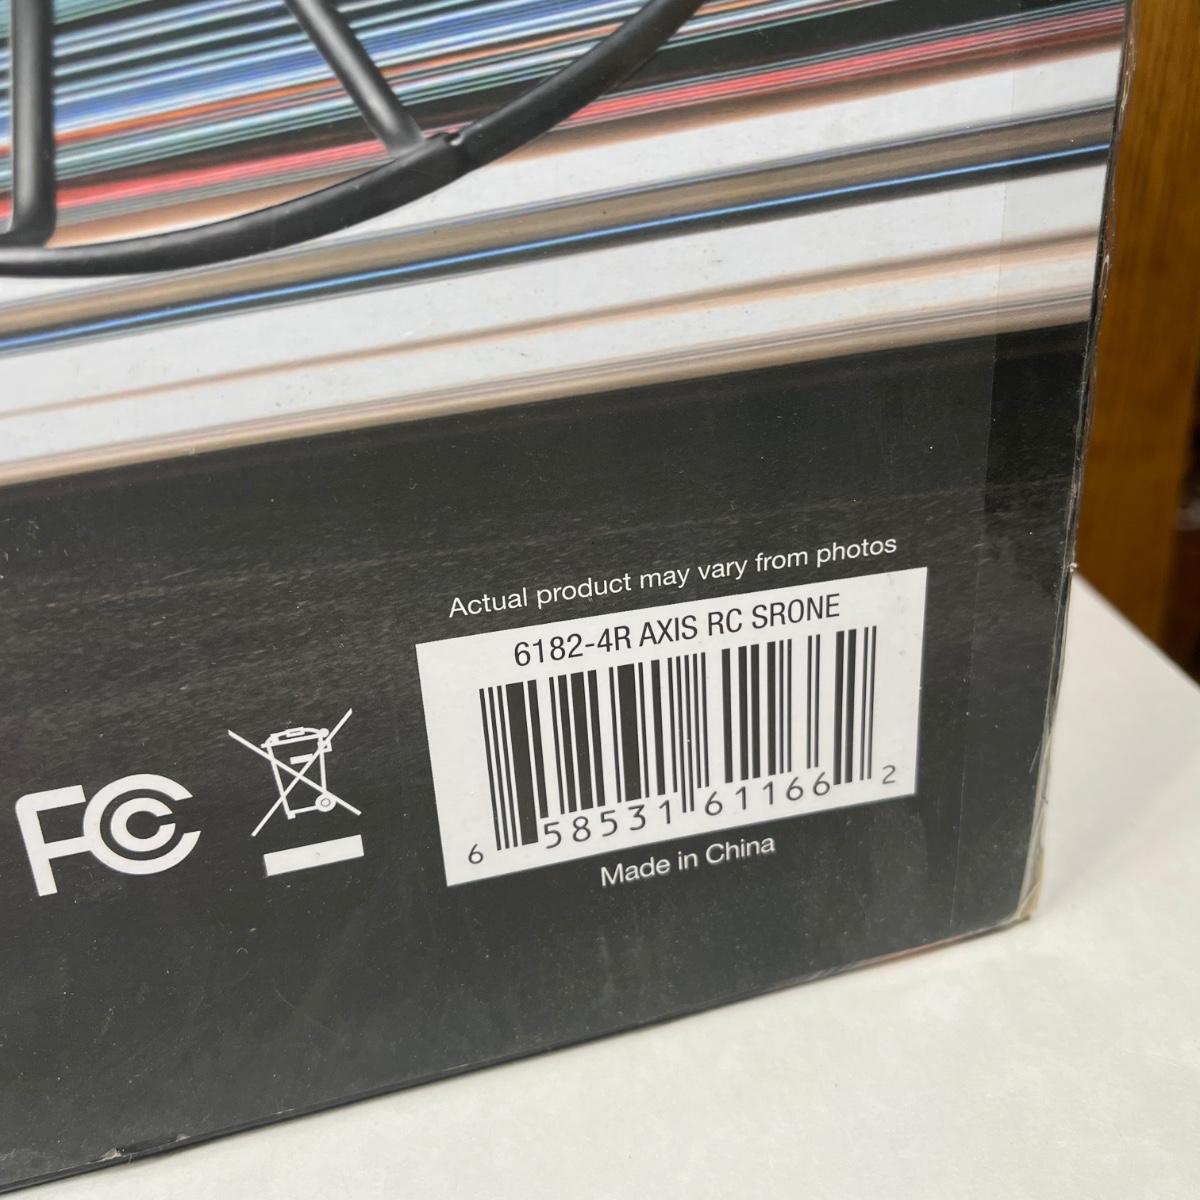 Actual product may vary from photos
6182-4R AXIS RC SRONE
6 58531 61166 2
Made in China
FC